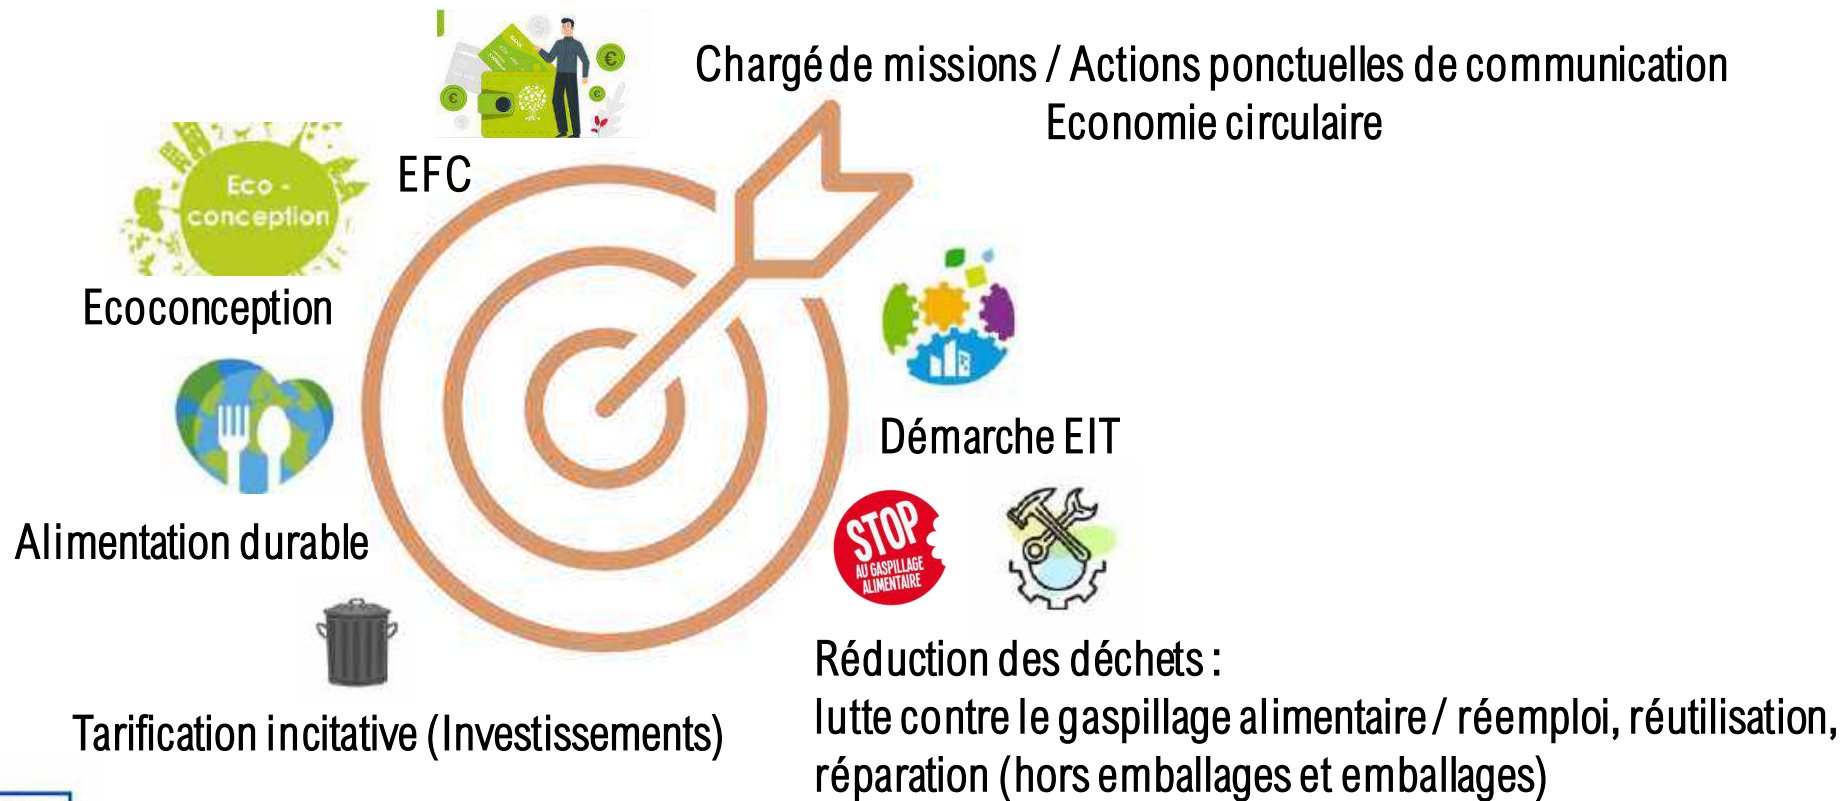 Chargé de missions / Actions ponctuelles de communication
Economie circulaire
EFC
Eco -
conception
Ecoconception
Démarche EIT
STOP
AU GASPILLAGE
ALIMENTAIRE
Alimentation durable
Réduction des déchets :
lutte contre le gaspillage alimentaire / réemploi, réutilisation,
réparation (hors emballages et emballages)
Tarification incitative (Investissements)